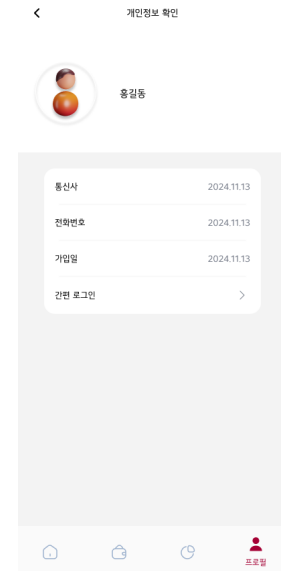 개인정보 확인
홍길동
통신사 2024.11.13
전화번호 2024.11.13
가입일 2024.11.13
간편 로그인
프로필